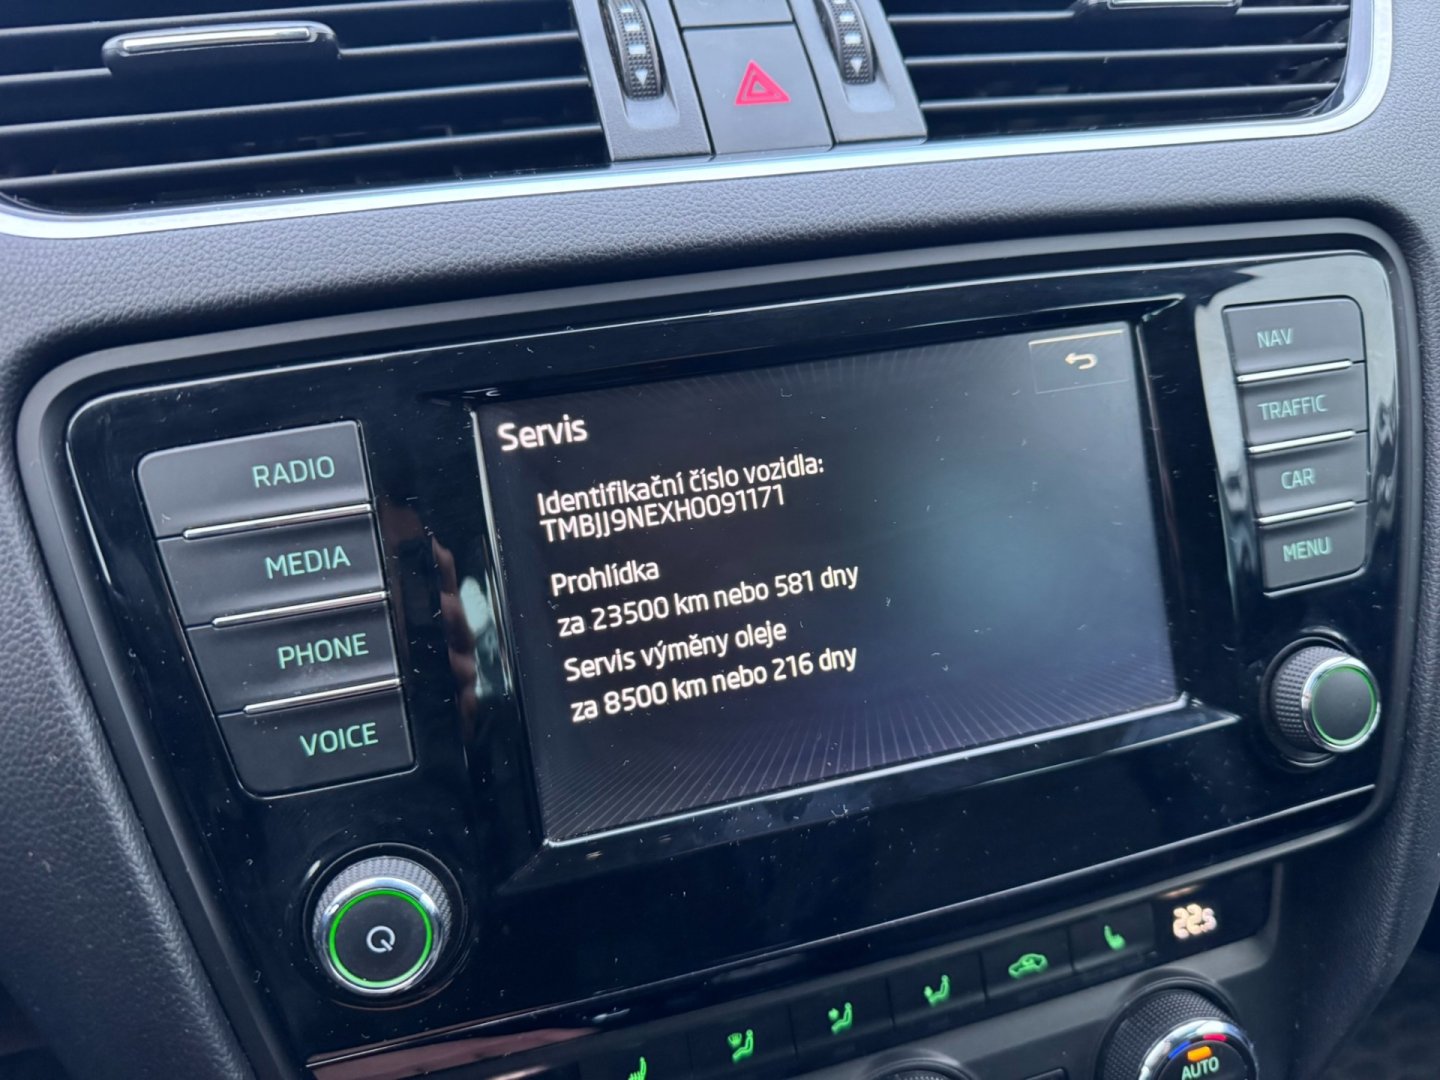 RADIO
MEDIA
PHONE
VOICE
Servis
Identifikační číslo vozidla:
TMBJJ9NEXH0091171
Prohlídka
za 23500 km nebo 581 dny
Servis výměny oleje
za 8500 km nebo 216 dny
NAV
TRAFFIC
CAR
MENU
22.5
AUTO